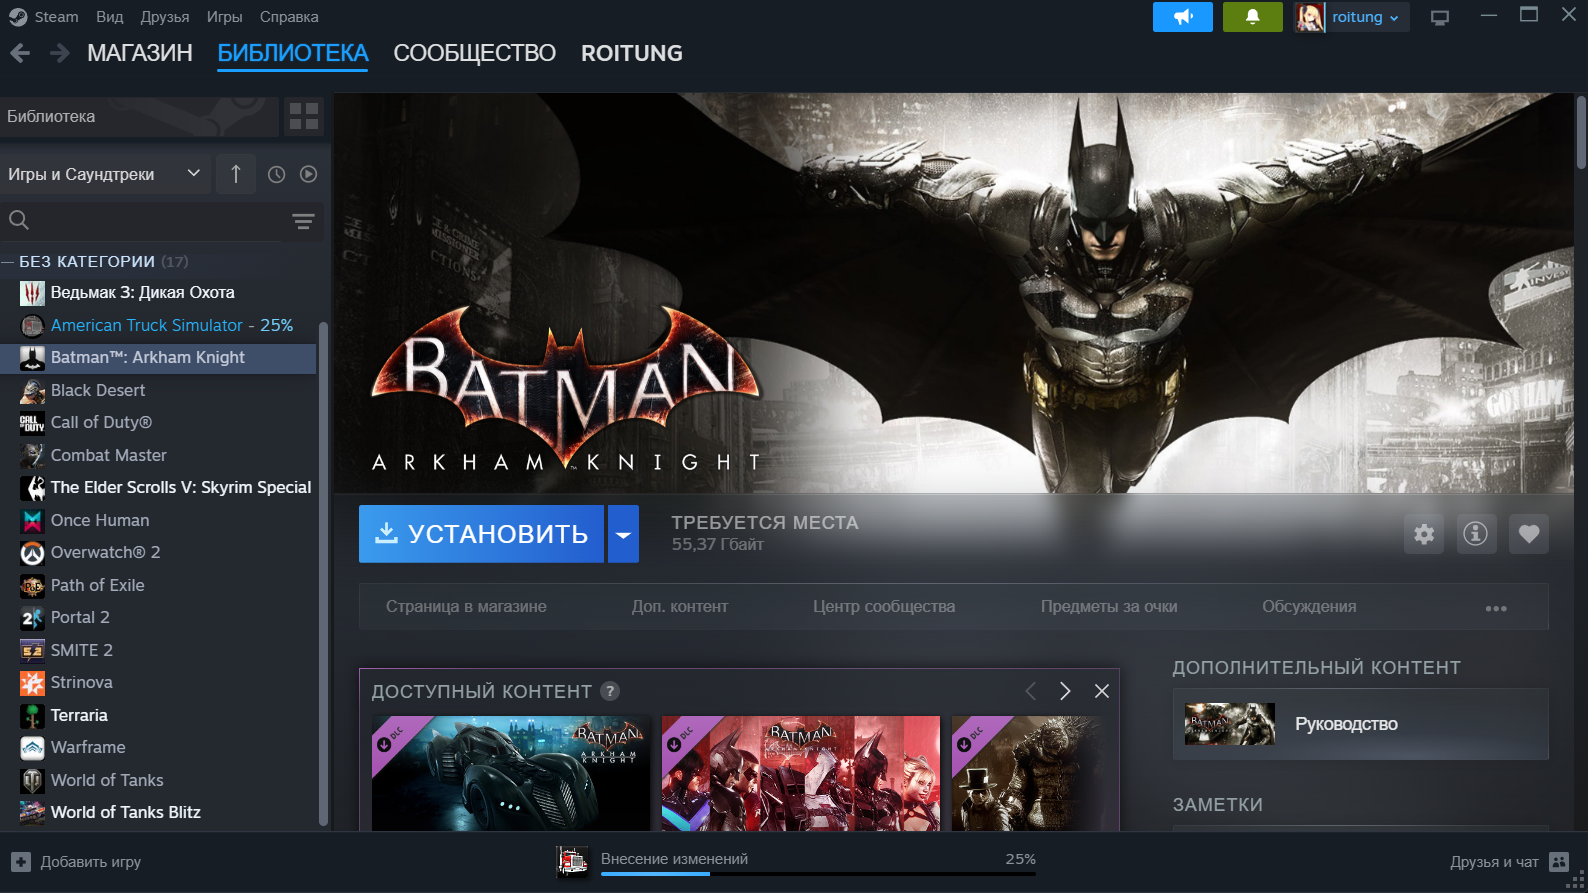 Steam Вид Друзья Игры Справка
roitung
МАГАЗИН БИБЛИОТЕКА СООБЩЕСТВО ROITUNG
Библиотека
Игры и Саундтреки
БЕЗ КАТЕГОРИИ (17)
Ведьмак 3: Дикая Охота
American Truck Simulator - 25%
Batman™: Arkham Knight
Black Desert
Call of Duty®
Combat Master
The Elder Scrolls V: Skyrim Special
Once Human
Overwatch® 2
Path of Exile
Portal 2
SMITE 2
Strinova
Terraria
Warframe
World of Tanks
World of Tanks Blitz
BATMAN
ARKHAM KNIGHT
GOTHAM
УСТАНОВИТЬ
ТРЕБУЕТСЯ МЕСТА
55,37 Гбайт
Страница в магазине Доп. контент Центр сообщества Предметы за очки Обсуждения
ДОСТУПНЫЙ КОНТЕНТ ?
DLC
BATMAN
ARKHAM
KNIGHT
DLC
BATMAN
ARKHAM KNIGHT
DLC
ДОПОЛНИТЕЛЬНЫЙ КОНТЕНТ
Руководство
ЗАМЕТКИ
Добавить игру
Внесение изменений 25%
Друзья и чат